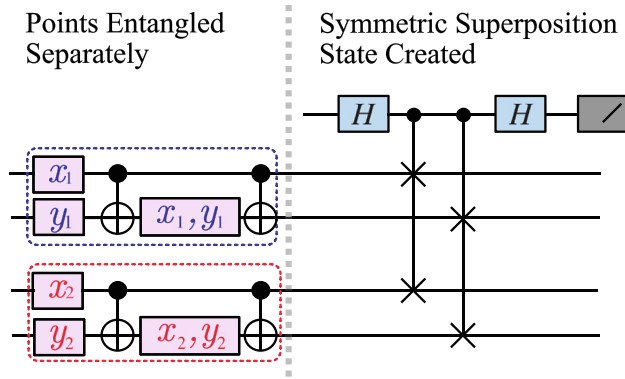 Points Entangled
Separately
Symmetric Superposition
State Created
H
H
x₁
y₁
x₁,y₁
x₂
y₂
x₂,y₂